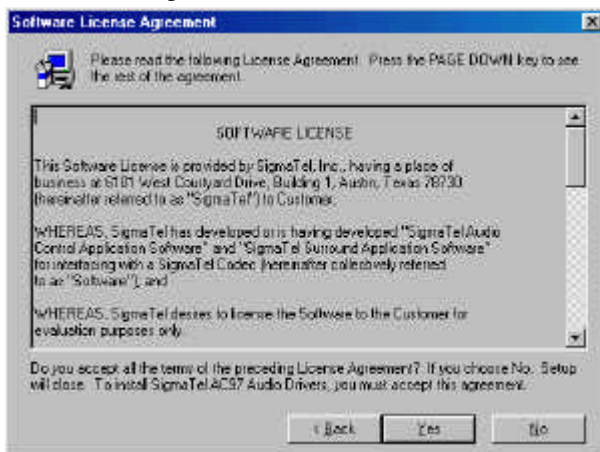 Software License Agreement
Please read the following License Agreement. Press the PAGE DOWN key to see
the rest of the agreement.
SOFTWARE LICENSE
This Software License is provided by SigmaTel, Inc., having a place of
business at 6101 West Courtyard Drive, Building 1, Austin, Texas 78730
(hereinafter referred to as "SigmaTel") to Customer.
WHEREAS, SigmaTel has developed or is having developed "SigmaTel Audio
Control Application Software" and "SigmaTel Surround Application Software"
for interfacing with a SigmaTel Codec (hereinafter collectively referred
to as "Software"), and
WHEREAS, SigmaTel desires to license the Software to the Customer for
evaluation purposes only.
Do you accept all the terms of the preceding License Agreement? If you choose No, Setup
will close. To install SigmaTel AC97 Audio Drivers, you must accept this agreement.
< Back
Yes
No